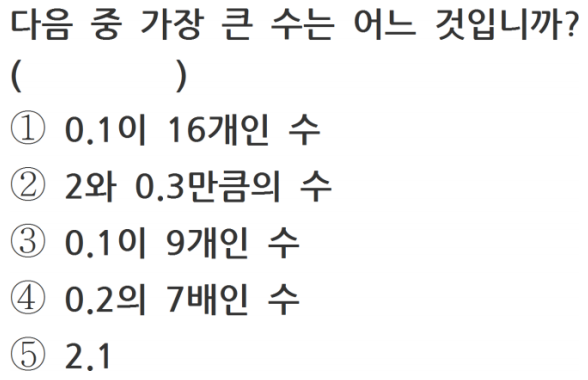 다음 중 가장 큰 수는 어느 것입니까?
(          )
① 0.1이 16개인 수
② 2와 0.3만큼의 수
③ 0.1이 9개인 수
④ 0.2의 7배인 수
⑤ 2.1